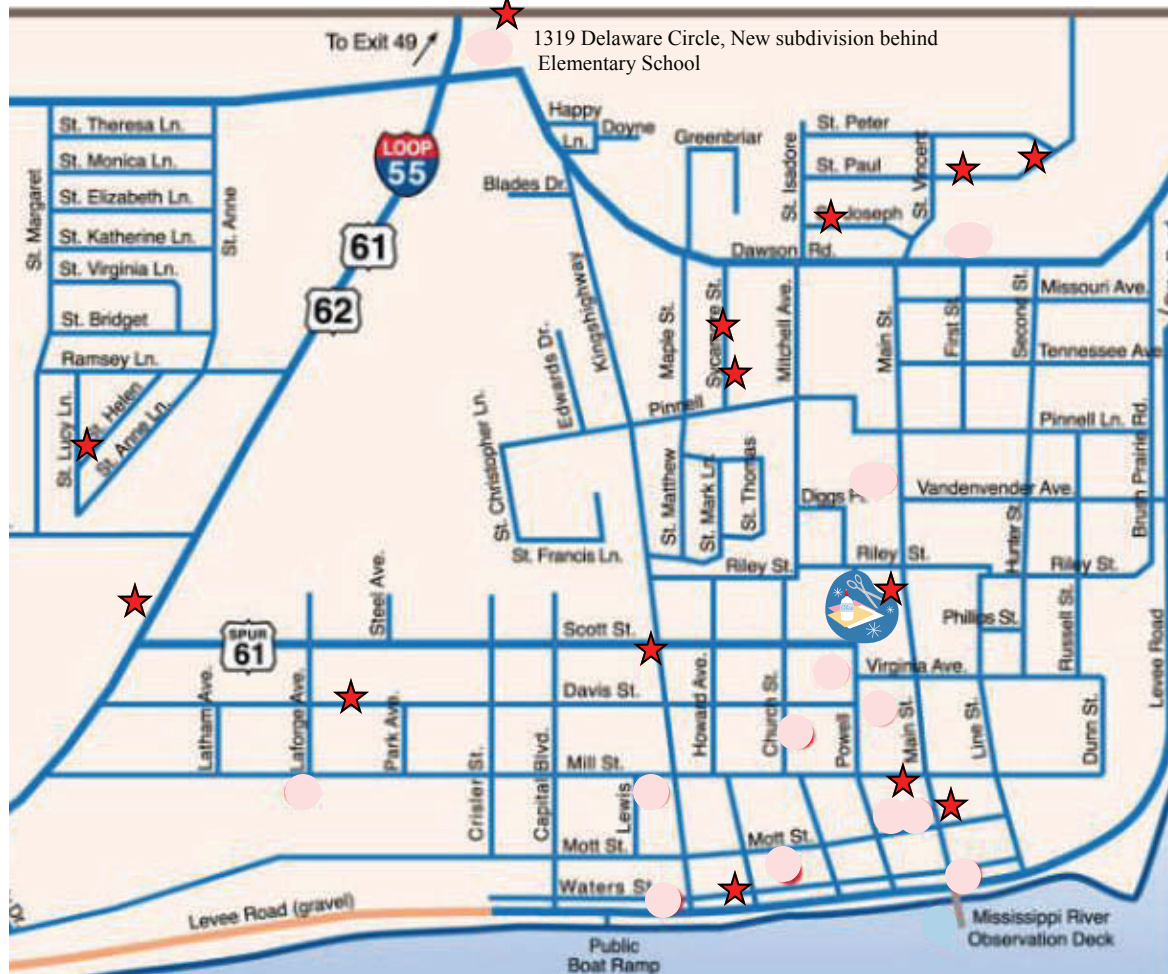 To Exit 49
1319 Delaware Circle, New subdivision behind
Elementary School
St. Theresa Ln.
St. Monica Ln.
St. Elizabeth Ln.
St. Katherine Ln.
St. Virginia Ln.
St. Bridget
Ramsey Ln.
St. Margaret
St. Anne
St. Lucy Ln.
St. Helen
St. Anne Ln.
LOOP
55
61
62
Happy
Ln.
Doyne
Blades Dr.
Greenbriar
St. Peter
St. Paul
St. Isadore
St. Vincent
Joseph
Dawson Rd.
Kingshighway
Edwards Dr.
Maple St.
Sycamore St.
Mitchell Ave.
Main St.
First St.
Second St.
Missouri Ave.
Tennessee Ave
Pinnell
Pinnell Ln.
St. Christopher Ln.
St. Francis Ln.
St. Matthew
St. Mark Ln.
St. Thomas
Diggs
Vandenvender Ave.
Brush Prairie Rd.
Hunter St.
Riley St.
Riley St.
Riley St.
Phillips St.
Russell St.
Levee Road
Steel Ave.
SPUR
61
Scott St.
Virginia Ave.
Latham Ave.
Laforge Ave.
Park Ave.
Davis St.
Howard Ave.
Church St.
Powell
Main St.
Line St.
Dunn St.
Crisler St.
Capital Blvd.
Mill St.
Lewis
Mott St.
Mott St.
Waters St
Levee Road (gravel)
Public
Boat Ramp
Mississippi River
Observation Deck